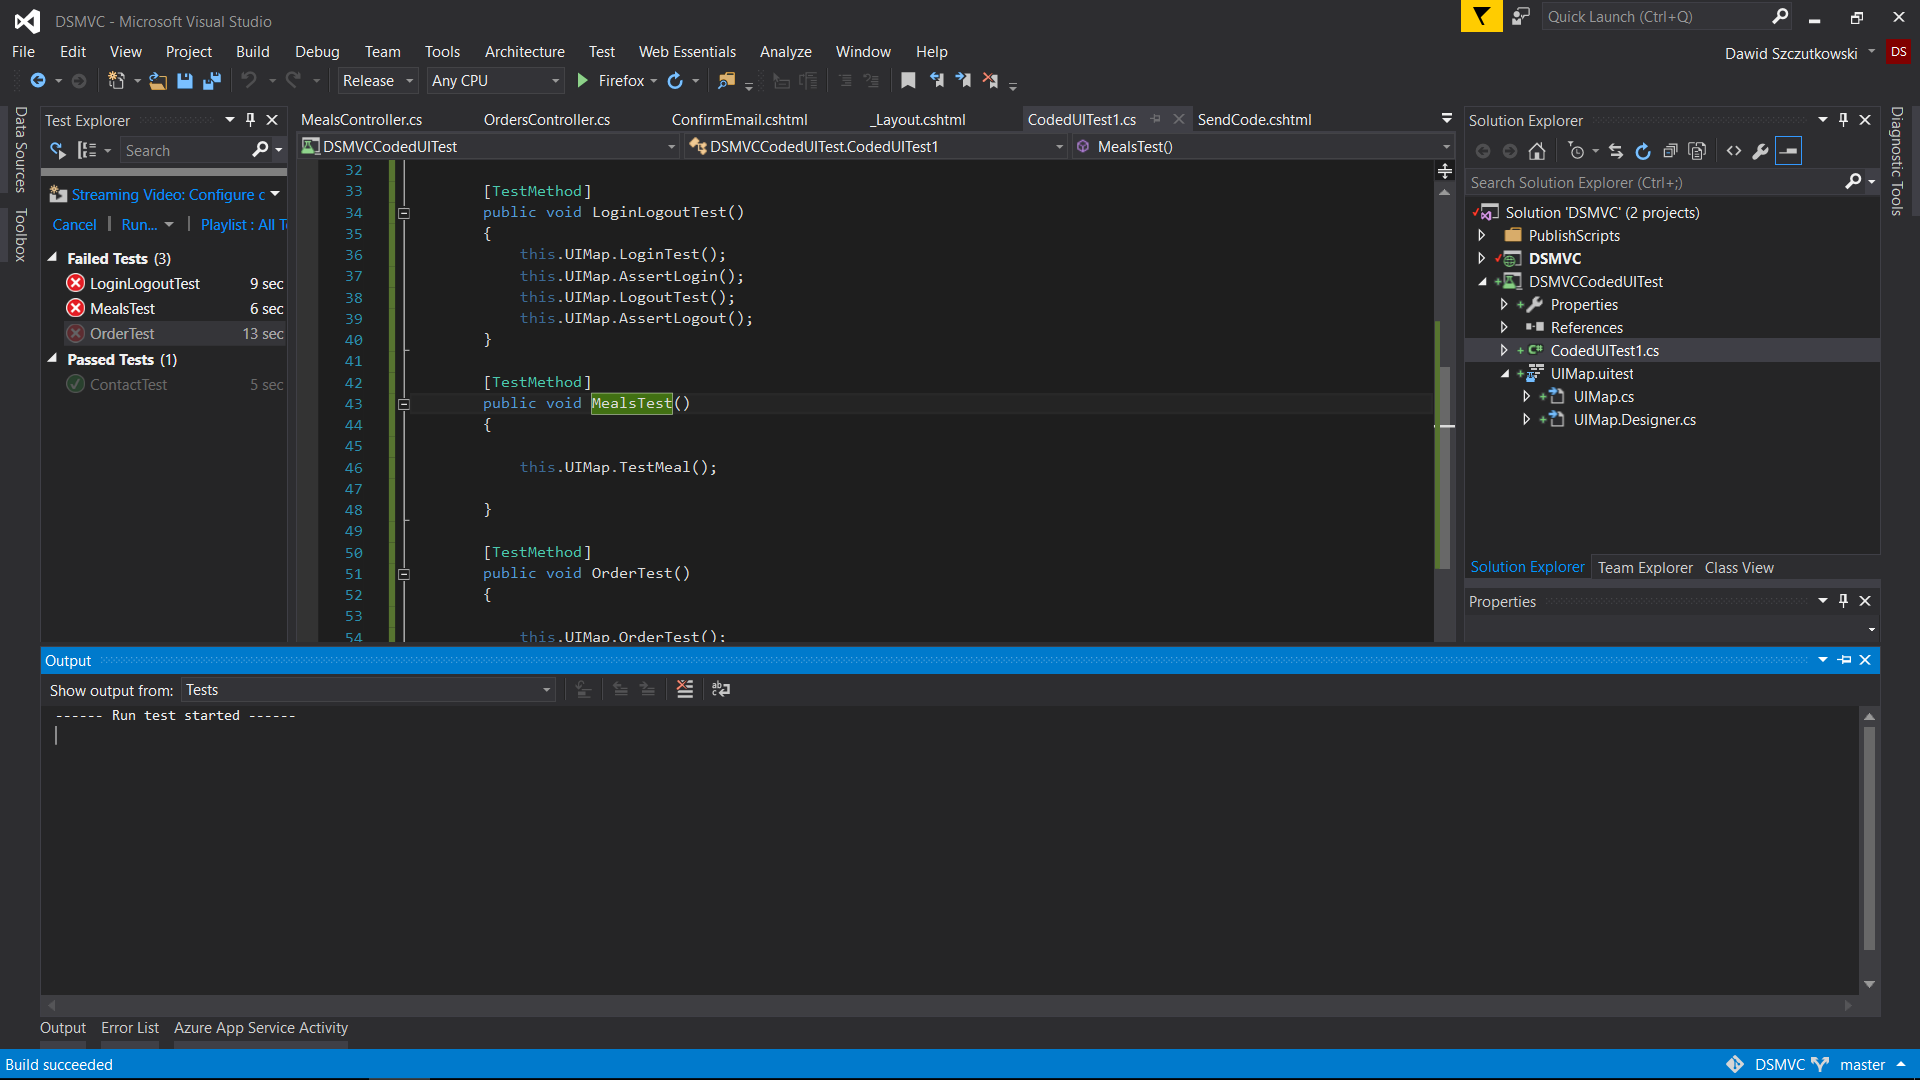 DSMVC - Microsoft Visual Studio
Quick Launch (Ctrl+Q)
File Edit View Project Build Debug Team Tools Architecture Test Web Essentials Analyze Window Help
Dawid Szczutkowski DS
Release Any CPU Firefox
Data Sources
Toolbox
Test Explorer
Search
Streaming Video: Configure c
Cancel Run... Playlist : All T
Failed Tests (3)
LoginLogoutTest 9 sec
MealsTest 6 sec
OrderTest 13 sec
Passed Tests (1)
ContactTest 5 sec
MealsController.cs OrdersController.cs ConfirmEmail.cshtml _Layout.cshtml CodedUITest1.cs SendCode.cshtml
DSMVCCodedUITest DSMVCCodedUITest.CodedUITest1 MealsTest()
32
33 [TestMethod]
34 public void LoginLogoutTest()
35 {
36 this.UIMap.LoginTest();
37 this.UIMap.AssertLogin();
38 this.UIMap.LogoutTest();
39 this.UIMap.AssertLogout();
40 }
41
42 [TestMethod]
43 public void MealsTest()
44 {
45
46 this.UIMap.TestMeal();
47
48 }
49
50 [TestMethod]
51 public void OrderTest()
52 {
53
54 this.UIMap.OrderTest();
Solution Explorer
Search Solution Explorer (Ctrl+;)
Solution 'DSMVC' (2 projects)
PublishScripts
DSMVC
DSMVCCodedUITest
Properties
References
C# CodedUITest1.cs
UIMap.uitest
UIMap.cs
UIMap.Designer.cs
Solution Explorer Team Explorer Class View
Properties
Diagnostic Tools
Output
Show output from: Tests
------ Run test started ------
Output Error List Azure App Service Activity
Build succeeded
DSMVC master